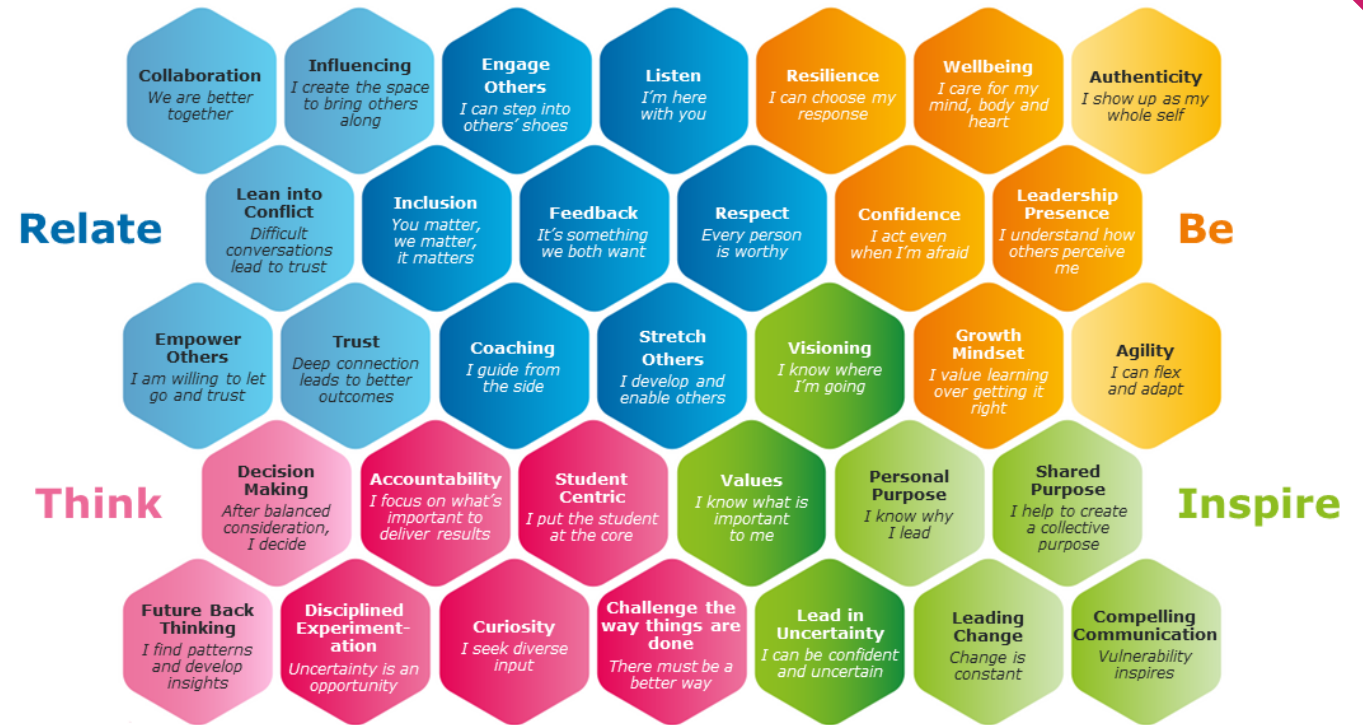 Collaboration
We are better
together
Influencing
I create the space
to bring others
along
Engage
Others
I can step into
others’ shoes
Listen
I’m here
with you
Resilience
I can choose my
response
Wellbeing
I care for my
mind, body and
heart
Authenticity
I show up as my
whole self
Relate
Lean into
Conflict
Difficult
conversations
lead to trust
Inclusion
You matter,
we matter,
it matters
Feedback
It’s something
we both want
Respect
Every person
is worthy
Confidence
I act even
when I’m afraid
Leadership
Presence
I understand how
others perceive
me
Be
Empower
Others
I am willing to let
go and trust
Trust
Deep connection
leads to better
outcomes
Coaching
I guide from
the side
Stretch
Others
I develop and
enable others
Visioning
I know where
I’m going
Growth
Mindset
I value learning
over getting it
right
Agility
I can flex
and adapt
Think
Decision
Making
After balanced
consideration,
I decide
Accountability
I focus on what’s
important to
deliver results
Student
Centric
I put the student
at the core
Values
I know what is
important
to me
Personal
Purpose
I know why
I lead
Shared
Purpose
I help to create
a collective
purpose
Inspire
Future Back
Thinking
I find patterns
and develop
insights
Disciplined
Experiment-
ation
Uncertainty is an
opportunity
Curiosity
I seek diverse
input
Challenge the
way things are
done
There must be a
better way
Lead in
Uncertainty
I can be confident
and uncertain
Leading
Change
Change is
constant
Compelling
Communication
Vulnerability
inspires